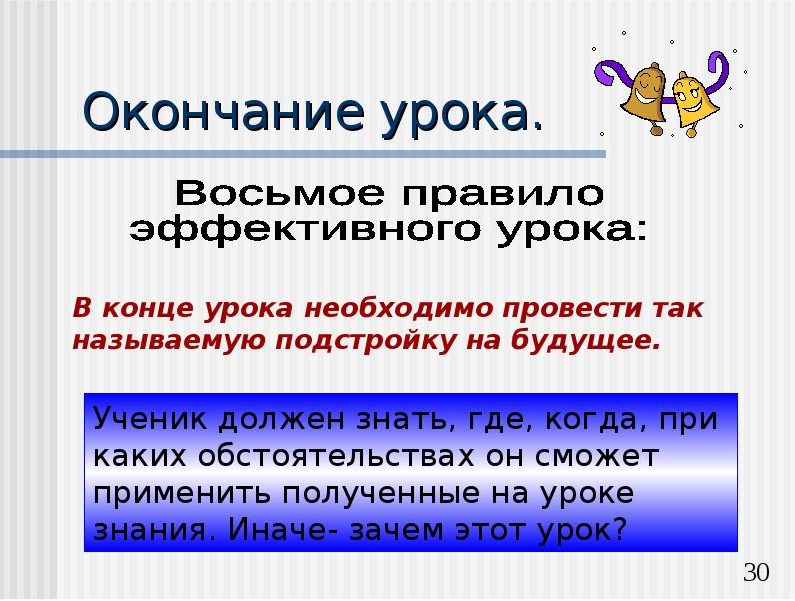 Окончание урока.
Восьмое правило
эффективного урока:
В конце урока необходимо провести так
называемую подстройку на будущее.
Ученик должен знать, где, когда, при
каких обстоятельствах он сможет
применить полученные на уроке
знания. Иначе- зачем этот урок?
30